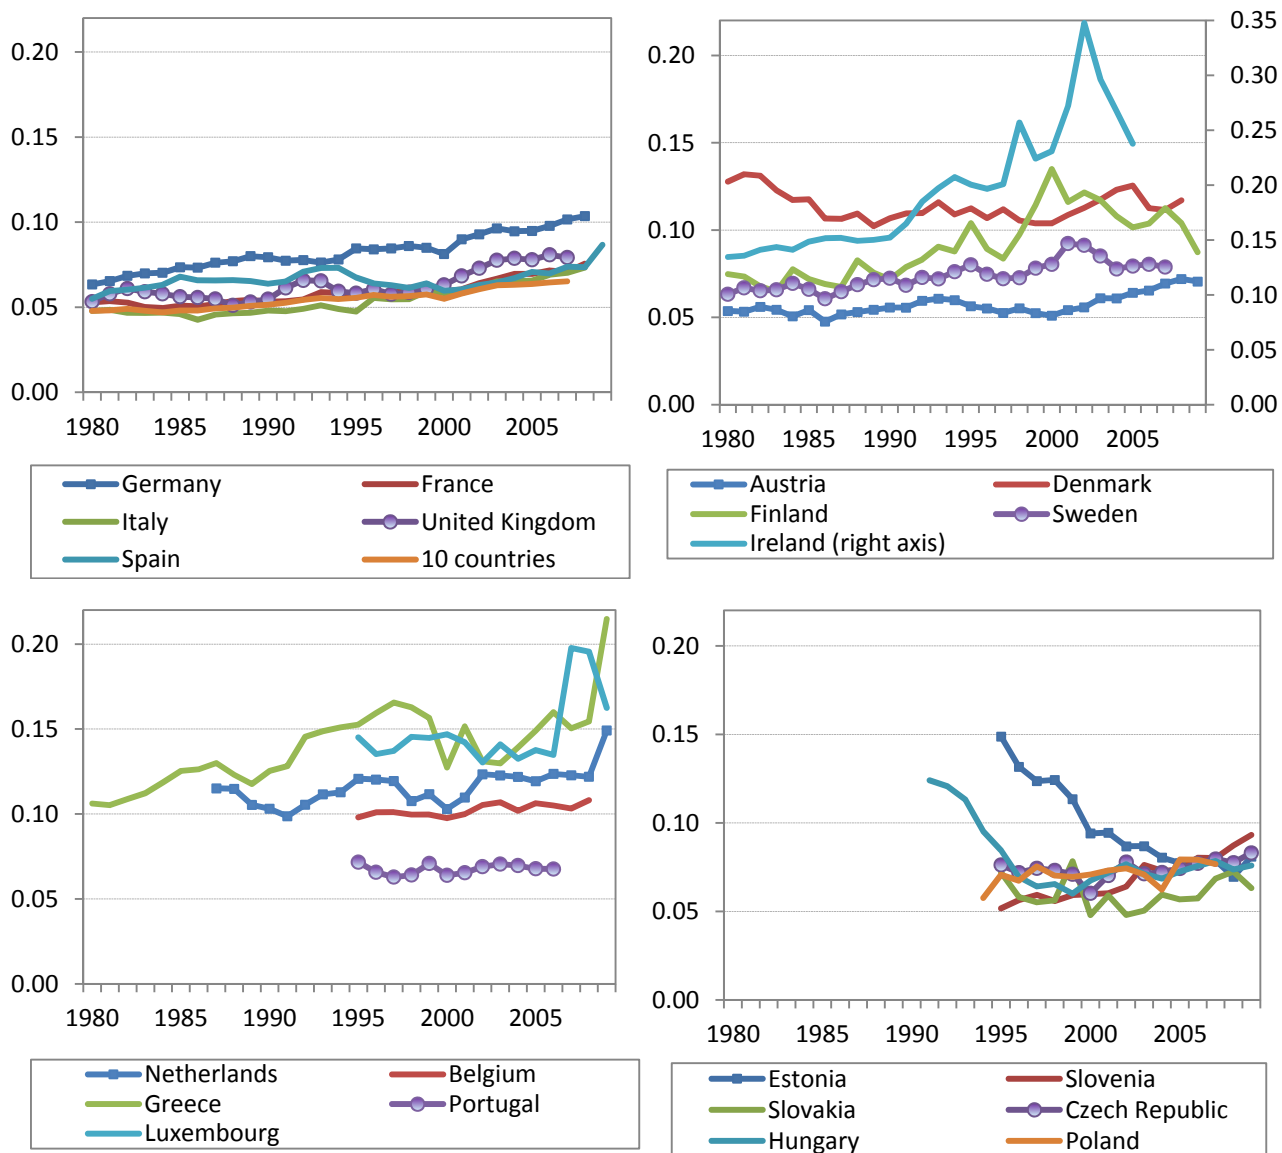 0.20
0.15
0.10
0.05
0.00
1980 1985 1990 1995 2000 2005
Germany France
Italy United Kingdom
Spain 10 countries
0.35
0.20 0.30
0.25
0.15
0.20
0.10 0.15
0.10
0.05
0.05
0.00 0.00
1980 1985 1990 1995 2000 2005
Austria Denmark
Finland Sweden
Ireland (right axis)
0.20
0.15
0.10
0.05
0.00
1980 1985 1990 1995 2000 2005
Netherlands Belgium
Greece Portugal
Luxembourg
0.20
0.15
0.10
0.05
0.00
1980 1985 1990 1995 2000 2005
Estonia Slovenia
Slovakia Czech Republic
Hungary Poland